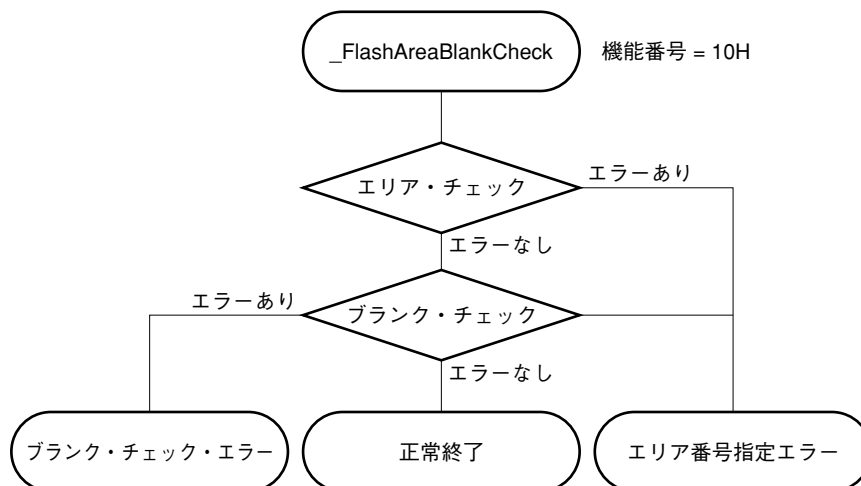 _FlashAreaBlankCheck
機能番号 = 10H
エリア・チェック
エラーあり
エラーなし
エラーあり
ブランク・チェック
エラーなし
ブランク・チェック・エラー
正常終了
エリア番号指定エラー